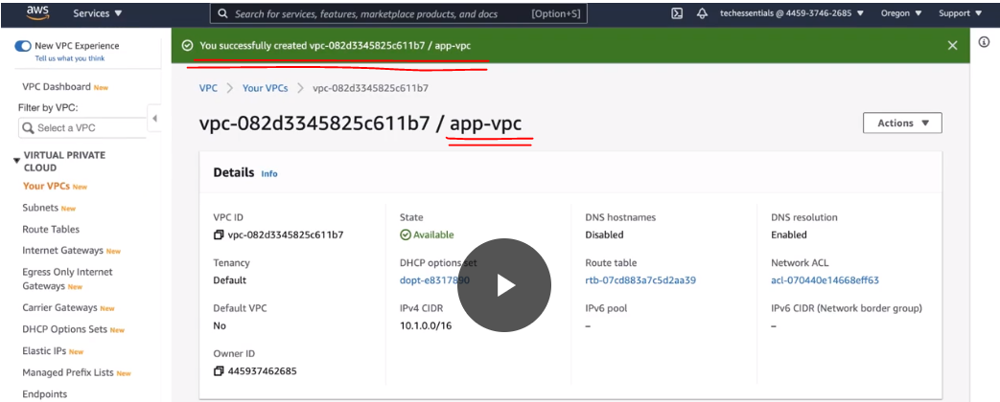 aws
Services ▼
Search for services, features, marketplace products, and docs [Option+S]
techessentials @ 4459-3746-2685 ▼
Oregon ▼
Support ▼
New VPC Experience
Tell us what you think
VPC Dashboard New
Filter by VPC:
Select a VPC
VIRTUAL PRIVATE
CLOUD
Your VPCs New
Subnets New
Route Tables
Internet Gateways New
Egress Only Internet
Gateways New
Carrier Gateways New
DHCP Options Sets New
Elastic IPs New
Managed Prefix Lists New
Endpoints
You successfully created vpc-082d3345825c611b7 / app-vpc
VPC > Your VPCs > vpc-082d3345825c611b7
vpc-082d3345825c611b7 / app-vpc
Actions ▼
Details Info
VPC ID
vpc-082d3345825c611b7
State
Available
DNS hostnames
Disabled
DNS resolution
Enabled
Tenancy
Default
DHCP options set
dopt-e8317890
Route table
rtb-07cd883a7c5d2aa39
Network ACL
acl-070440e14668eff63
Default VPC
No
IPv4 CIDR
10.1.0.0/16
IPv6 pool
–
IPv6 CIDR (Network border group)
–
Owner ID
445937462685